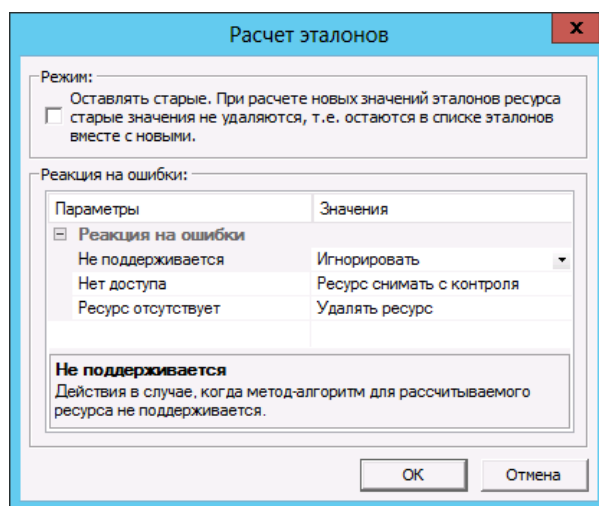 Расчет эталонов
x
Режим:
Оставлять старые. При расчете новых значений эталонов ресурса
старые значения не удаляются, т.е. остаются в списке эталонов
вместе с новыми.
Реакция на ошибки:
Параметры Значения
Реакция на ошибки
Не поддерживается Игнорировать
Нет доступа Ресурс снимать с контроля
Ресурс отсутствует Удалять ресурс
Не поддерживается
Действия в случае, когда метод-алгоритм для рассчитываемого
ресурса не поддерживается.
OK Отмена